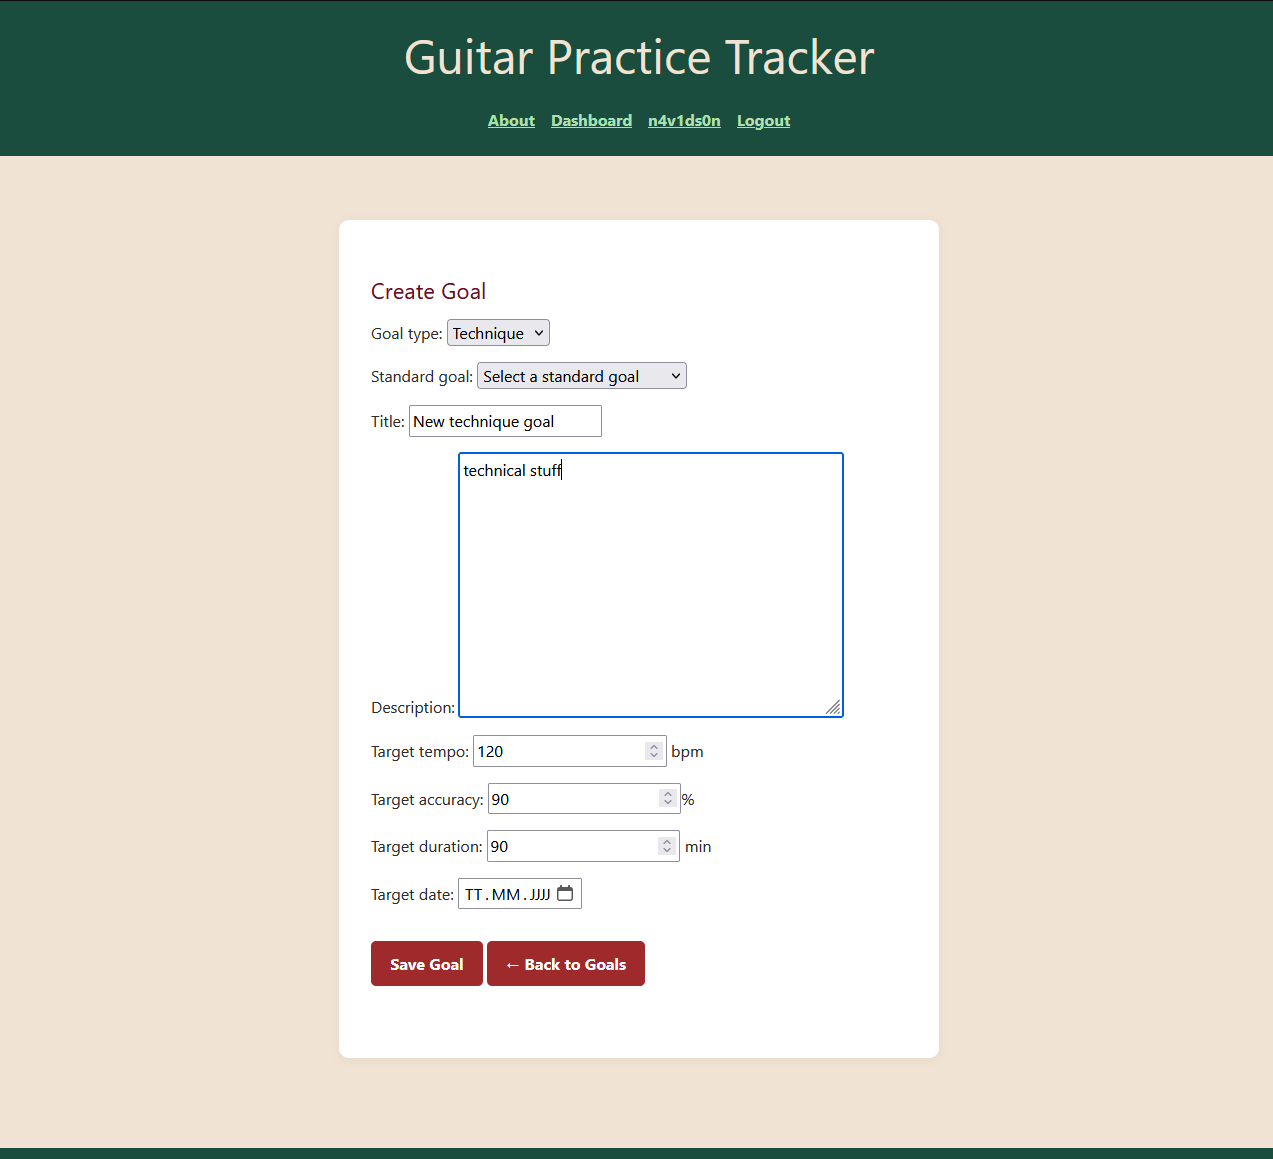 Guitar Practice Tracker
About Dashboard n4v1ds0n Logout
Create Goal
Goal type: Technique
Standard goal: Select a standard goal
Title: New technique goal
technical stuff
Description:
Target tempo: 120 bpm
Target accuracy: 90 %
Target duration: 90 min
Target date: TT.MM.JJJJ
Save Goal ← Back to Goals